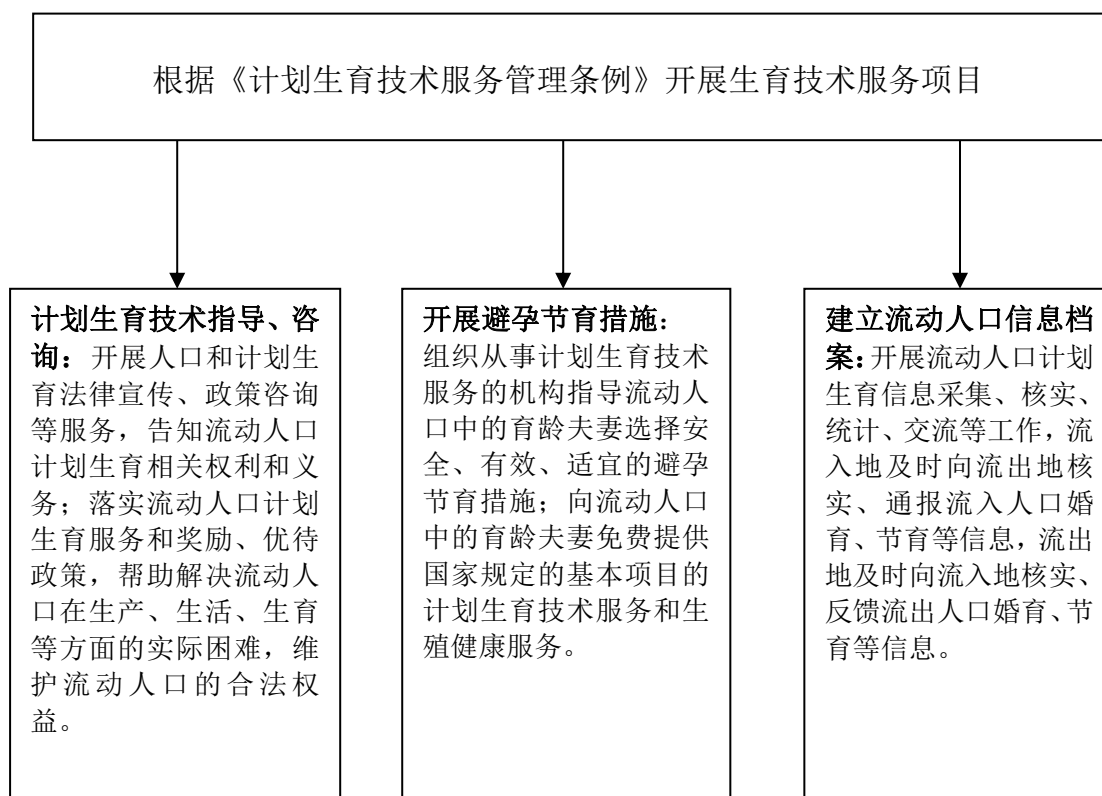 根据《计划生育技术服务管理条例》开展生育技术服务项目
计划生育技术指导、咨
询：开展人口和计划生
育法律宣传、政策咨询
等服务，告知流动人口
计划生育相关权利和义
务；落实流动人口计划
生育服务和奖励、优待
政策，帮助解决流动人
口在生产、生活、生育
等方面的实际困难，维
护流动人口的合法权
益。
开展避孕节育措施：
组织从事计划生育技术
服务的机构指导流动人
口中的育龄夫妻选择安
全、有效、适宜的避孕
节育措施；向流动人口
中的育龄夫妻免费提供
国家规定的基本项目的
计划生育技术服务和生
殖健康服务。
建立流动人口信息档
案：开展流动人口计划
生育信息采集、核实、
统计、交流等工作，流
入地及时向流出地核
实、通报流入人口婚
育、节育等信息，流出
地及时向流入地核实、
反馈流出人口婚育、节
育等信息。